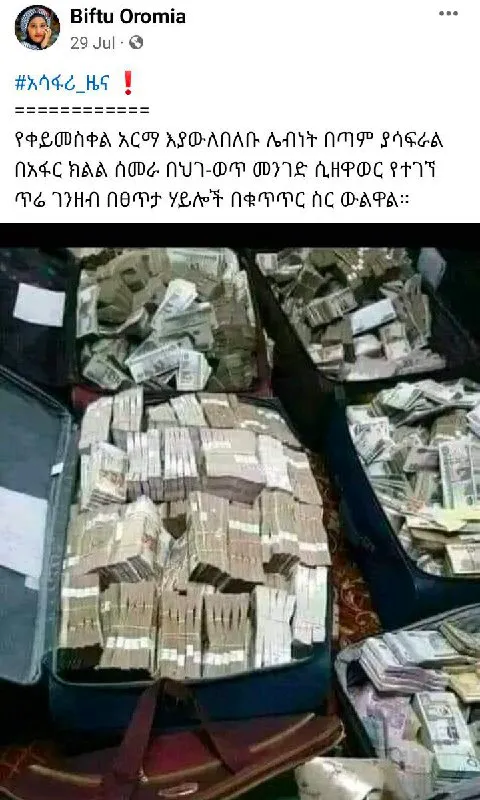 Biftu Oromia
29 Jul ·
#አሳፋሪ_ዜና ❗
============
የቀይመስቀል አርማ እያውለበለቡ ሌብነት በጣም ያሳፍራል
በአፋር ክልል ሰመራ በህገ-ወጥ መንገድ ሲዘዋወር የተገኘ
ጥሬ ገንዘብ በፀጥታ ሃይሎች በቁጥጥር ስር ውልዋል።